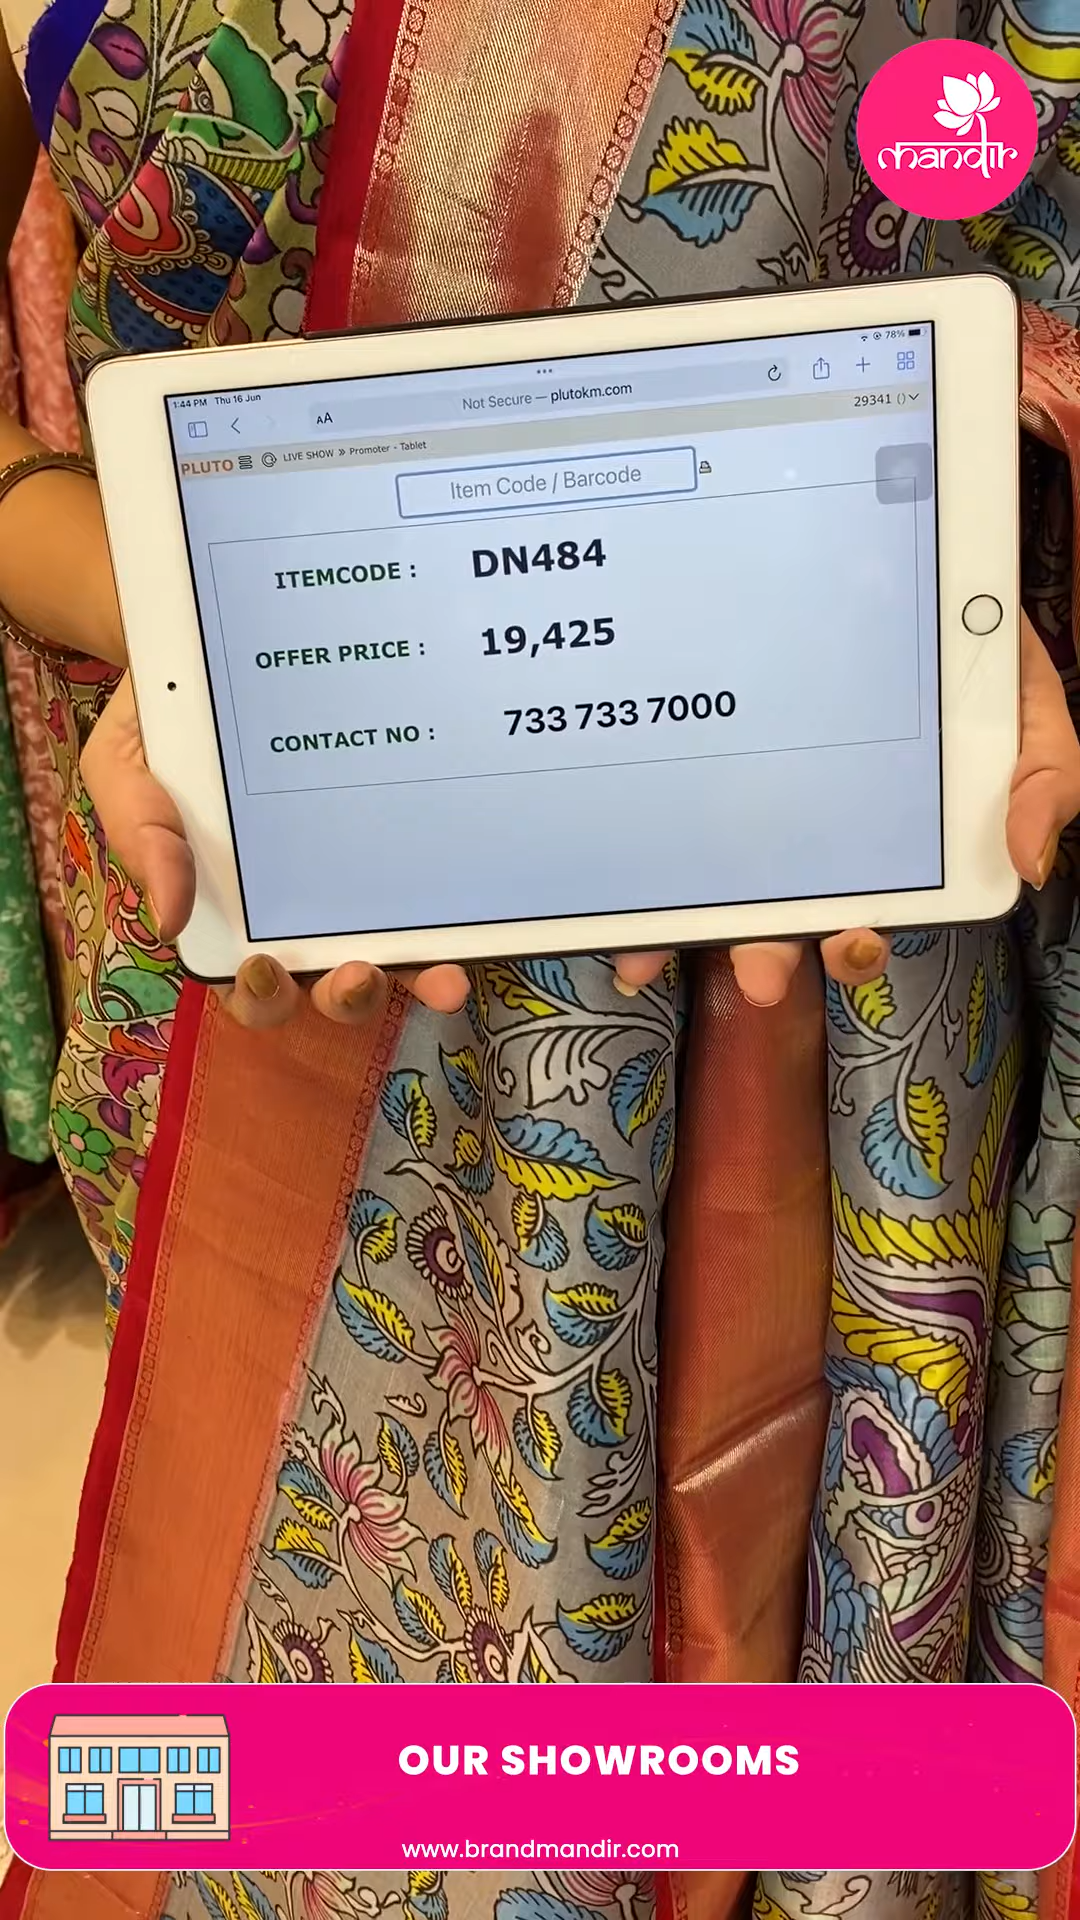 mandir
1:44 PM Thu 16 Jun
78%
AA
Not Secure — plutokm.com
PLUTO
LIVE SHOW » Promoter - Tablet
29341 ()
Item Code / Barcode
ITEMCODE : DN484
OFFER PRICE : 19,425
CONTACT NO : 733 733 7000
OUR SHOWROOMS
www.brandmandir.com